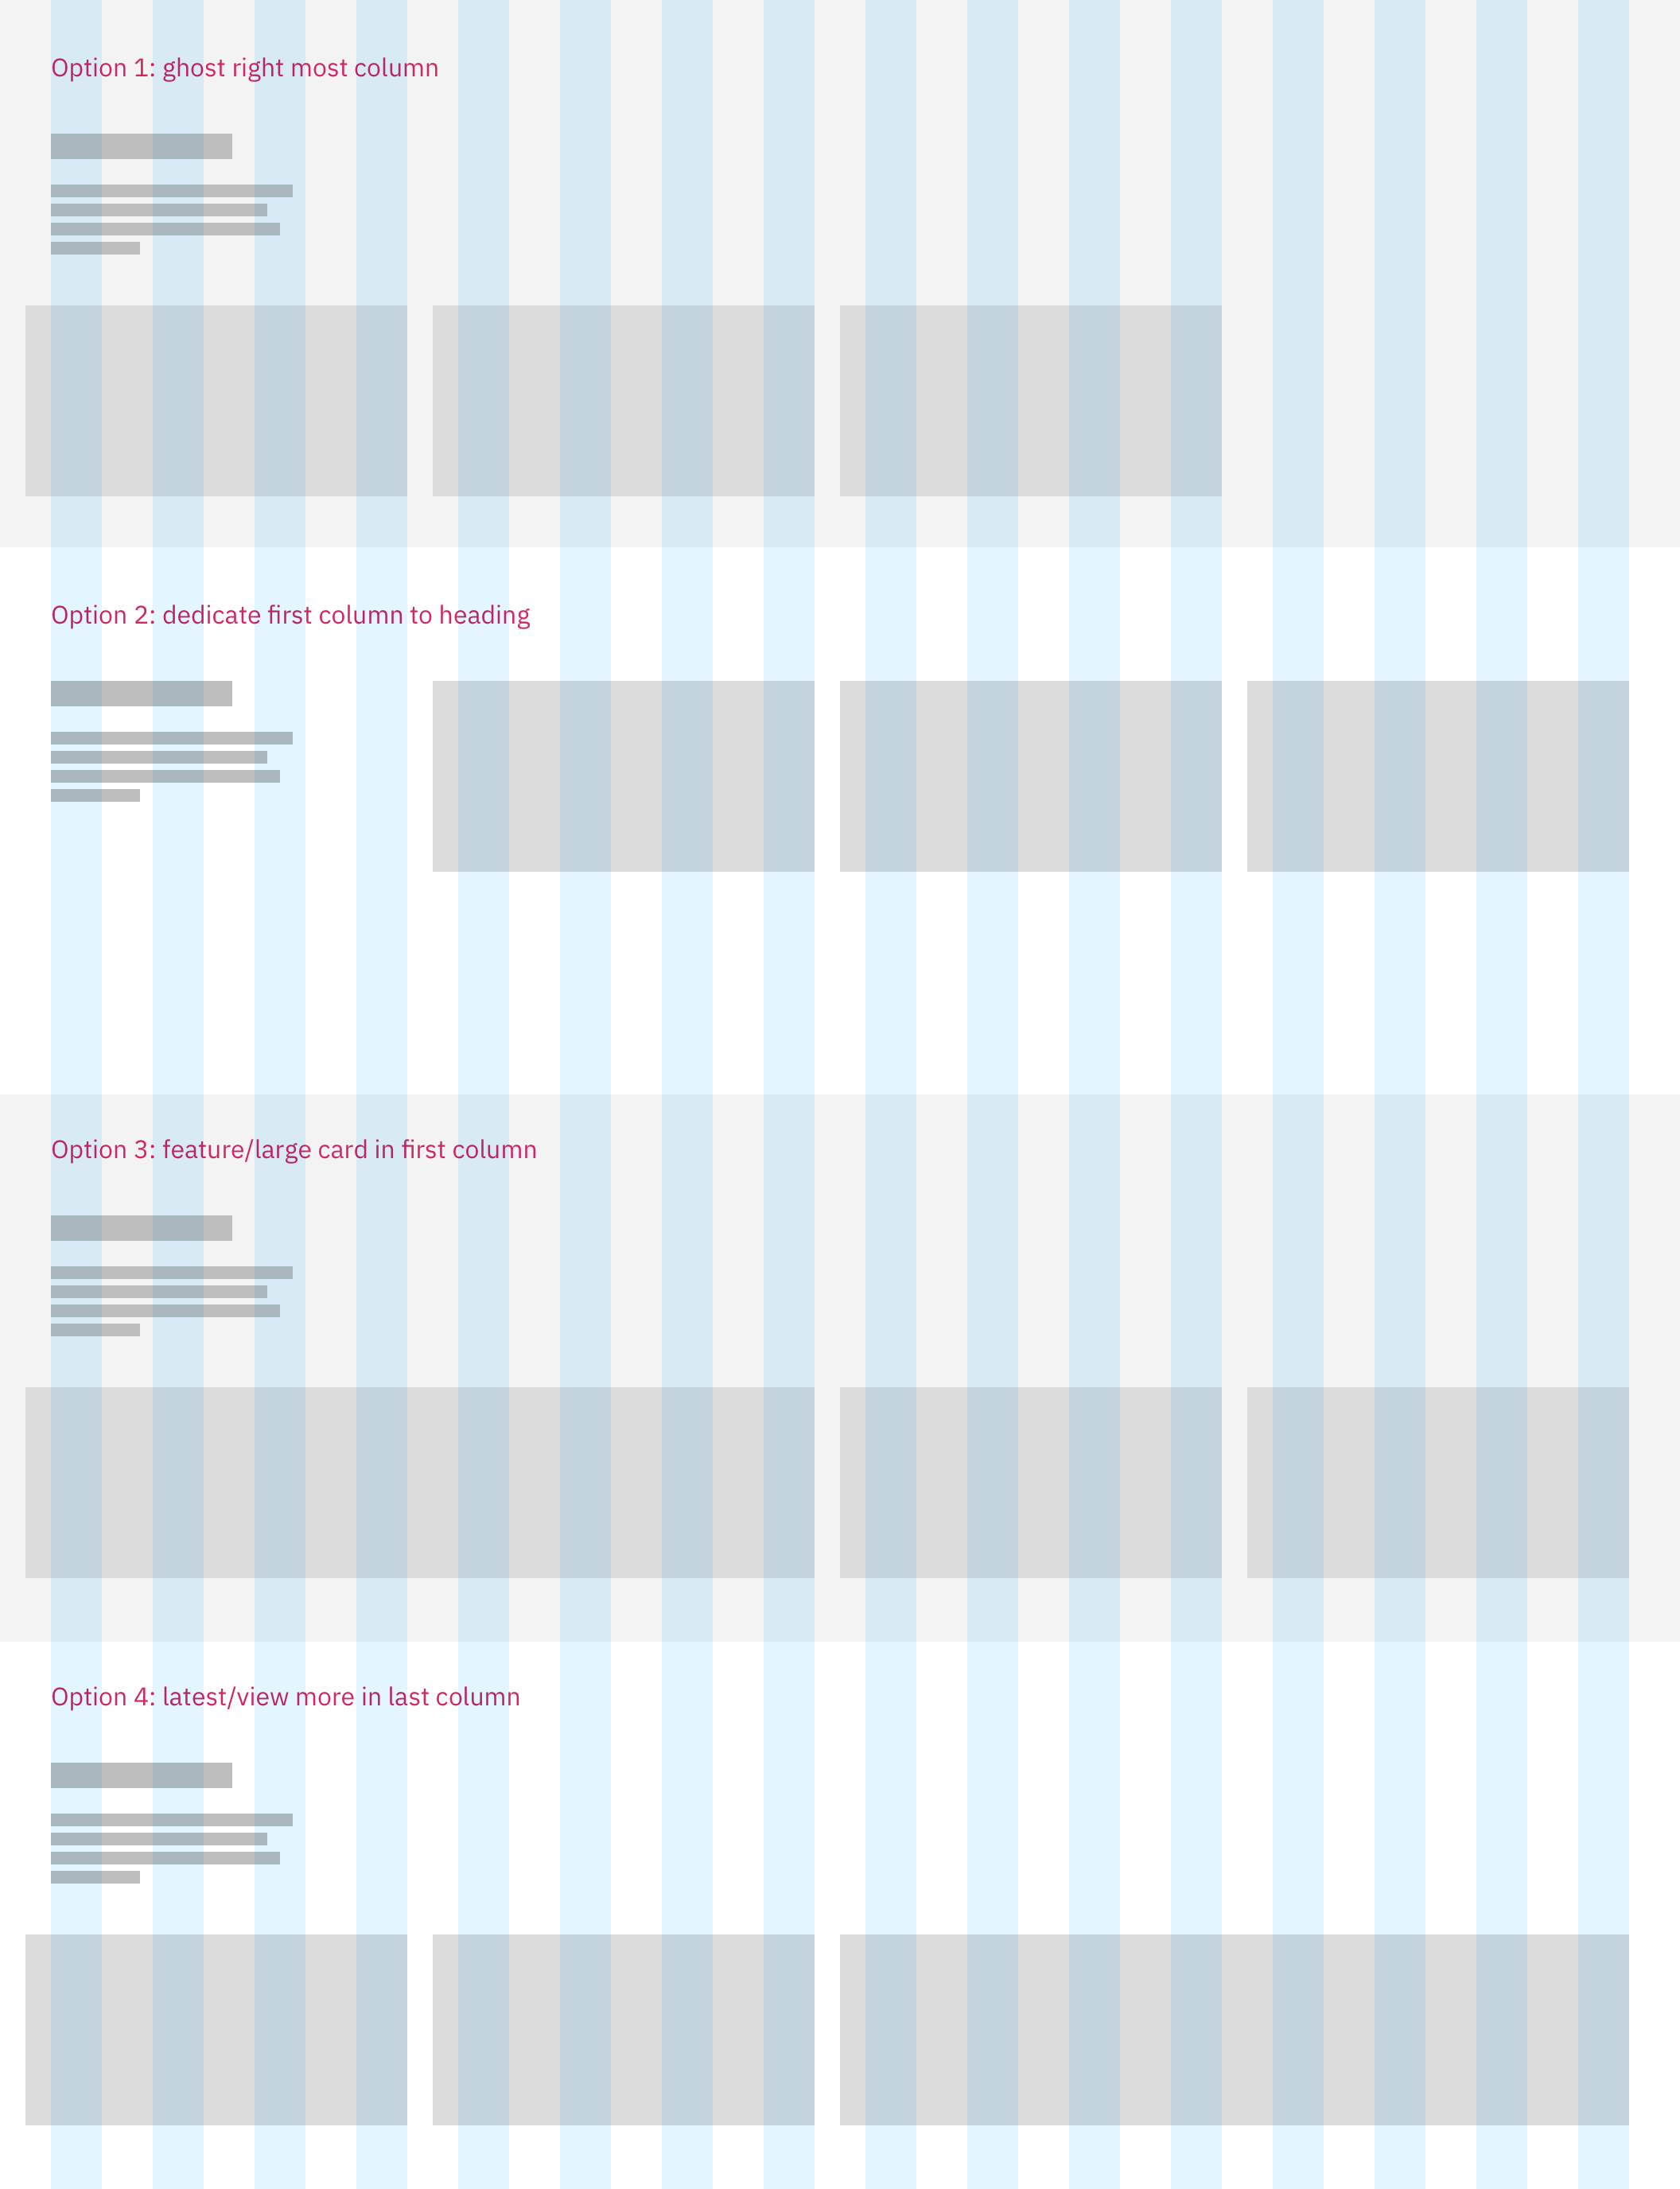 Option 1: ghost right most column
Option 2: dedicate first column to heading
Option 3: feature/large card in first column
Option 4: latest/view more in last column